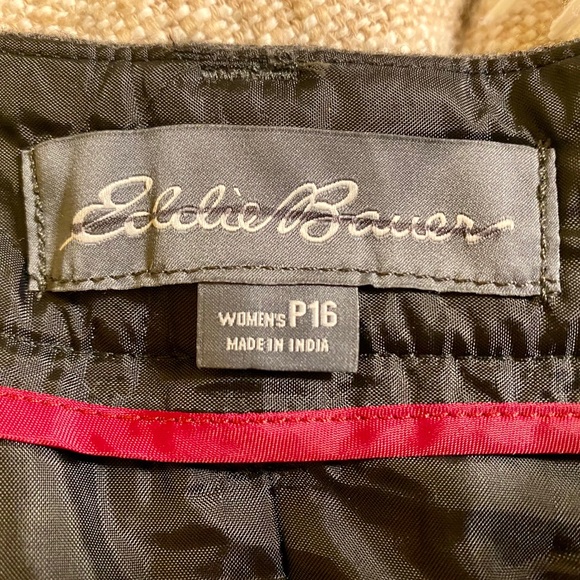 Eddie Bauer
WOMEN'S P16
MADE IN INDIA